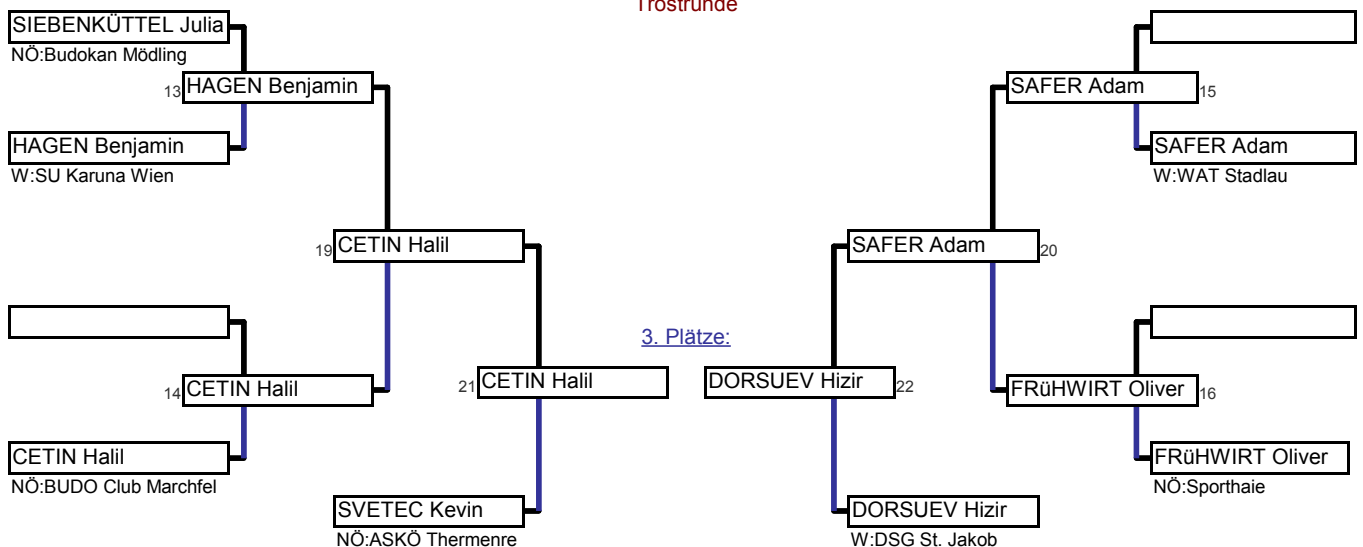 Trostrunde
SIEBENKÜTTEL Julia
NÖ:Budokan Mödling
13 HAGEN Benjamin
SAFER Adam 15
HAGEN Benjamin
W:SU Karuna Wien
SAFER Adam
W:WAT Stadlau
19 CETIN Halil
SAFER Adam 20
3. Plätze:
14 CETIN Halil
21 CETIN Halil
DORSUEV Hizir 22
FRüHWIRT Oliver 16
CETIN Halil
NÖ:BUDO Club Marchfel
FRüHWIRT Oliver
NÖ:Sporthaie
SVETEC Kevin
NÖ:ASKÖ Thermenre
DORSUEV Hizir
W:DSG St. Jakob